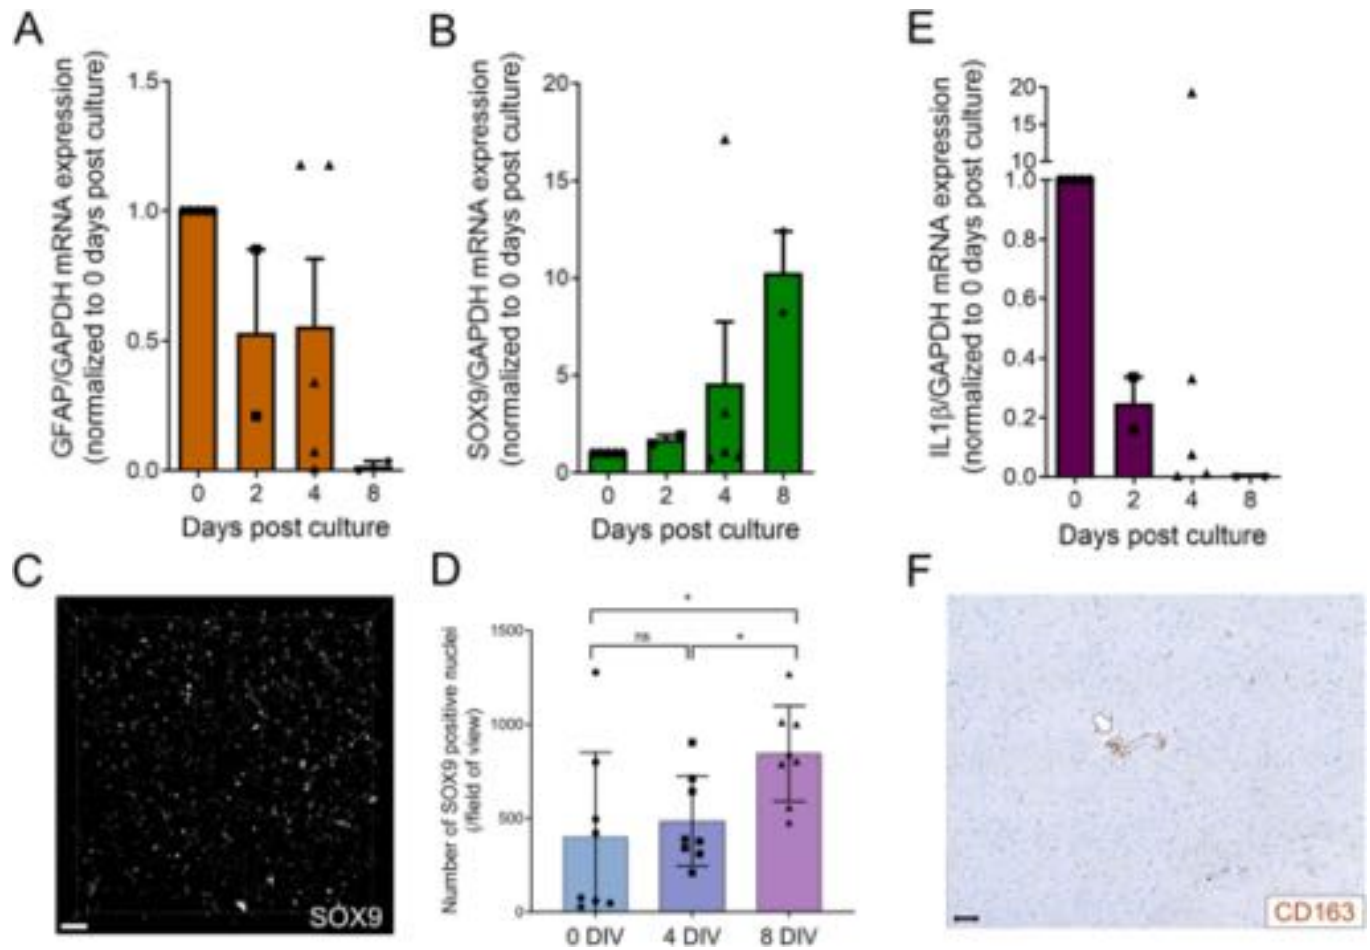 A
GFAP/GAPDH mRNA expression
(normalized to 0 days post culture)
1.5
1.0
0.5
0.0
0 2 4 8
Days post culture
B
SOX9/GAPDH mRNA expression
(normalized to 0 days post culture)
20
15
10
5
0
0 2 4 8
Days post culture
E
IL1β/GAPDH mRNA expression
(normalized to 0 days post culture)
20
15
10
1.0
0.8
0.6
0.4
0.2
0.0
0 2 4 8
Days post culture
C
SOX9
D
Number of SOX9 positive nuclei
(/field of view)
1500
1000
500
0
*
ns
*
0 DIV 4 DIV 8 DIV
F
CD163